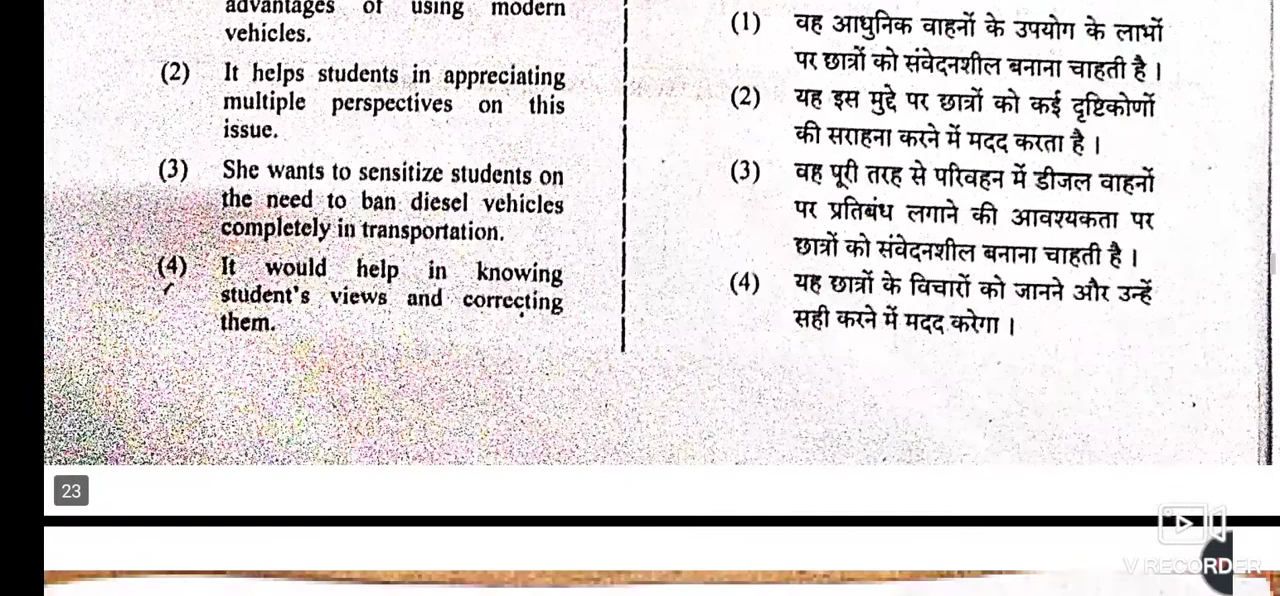 advantages of using modern
vehicles.
(2) It helps students in appreciating
multiple perspectives on this
issue.
(3) She wants to sensitize students on
the need to ban diesel vehicles
completely in transportation.
(4) It would help in knowing
student's views and correcting
them.
(1) वह आधुनिक वाहनों के उपयोग के लाभों
पर छात्रों को संवेदनशील बनाना चाहती है ।
(2) यह इस मुद्दे पर छात्रों को कई दृष्टिकोणों
की सराहना करने में मदद करता है ।
(3) वह पूरी तरह से परिवहन में डीजल वाहनों
पर प्रतिबंध लगाने की आवश्यकता पर
छात्रों को संवेदनशील बनाना चाहती है ।
(4) यह छात्रों के विचारों को जानने और उन्हें
सही करने में मदद करेगा ।
23
V RECORDER